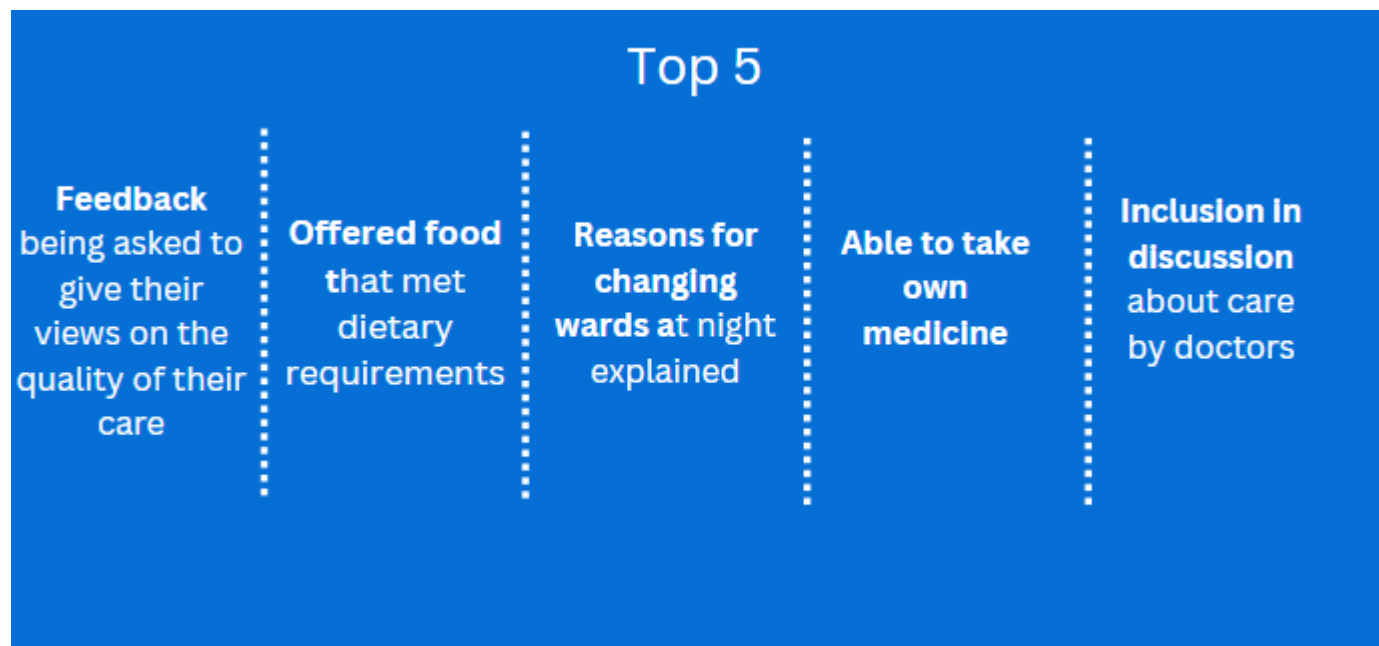 Top 5
Feedback
being asked to
give their
views on the
quality of their
care
Offered food
that met
dietary
requirements
Reasons for
changing
wards at night
explained
Able to take
own
medicine
Inclusion in
discussion
about care
by doctors